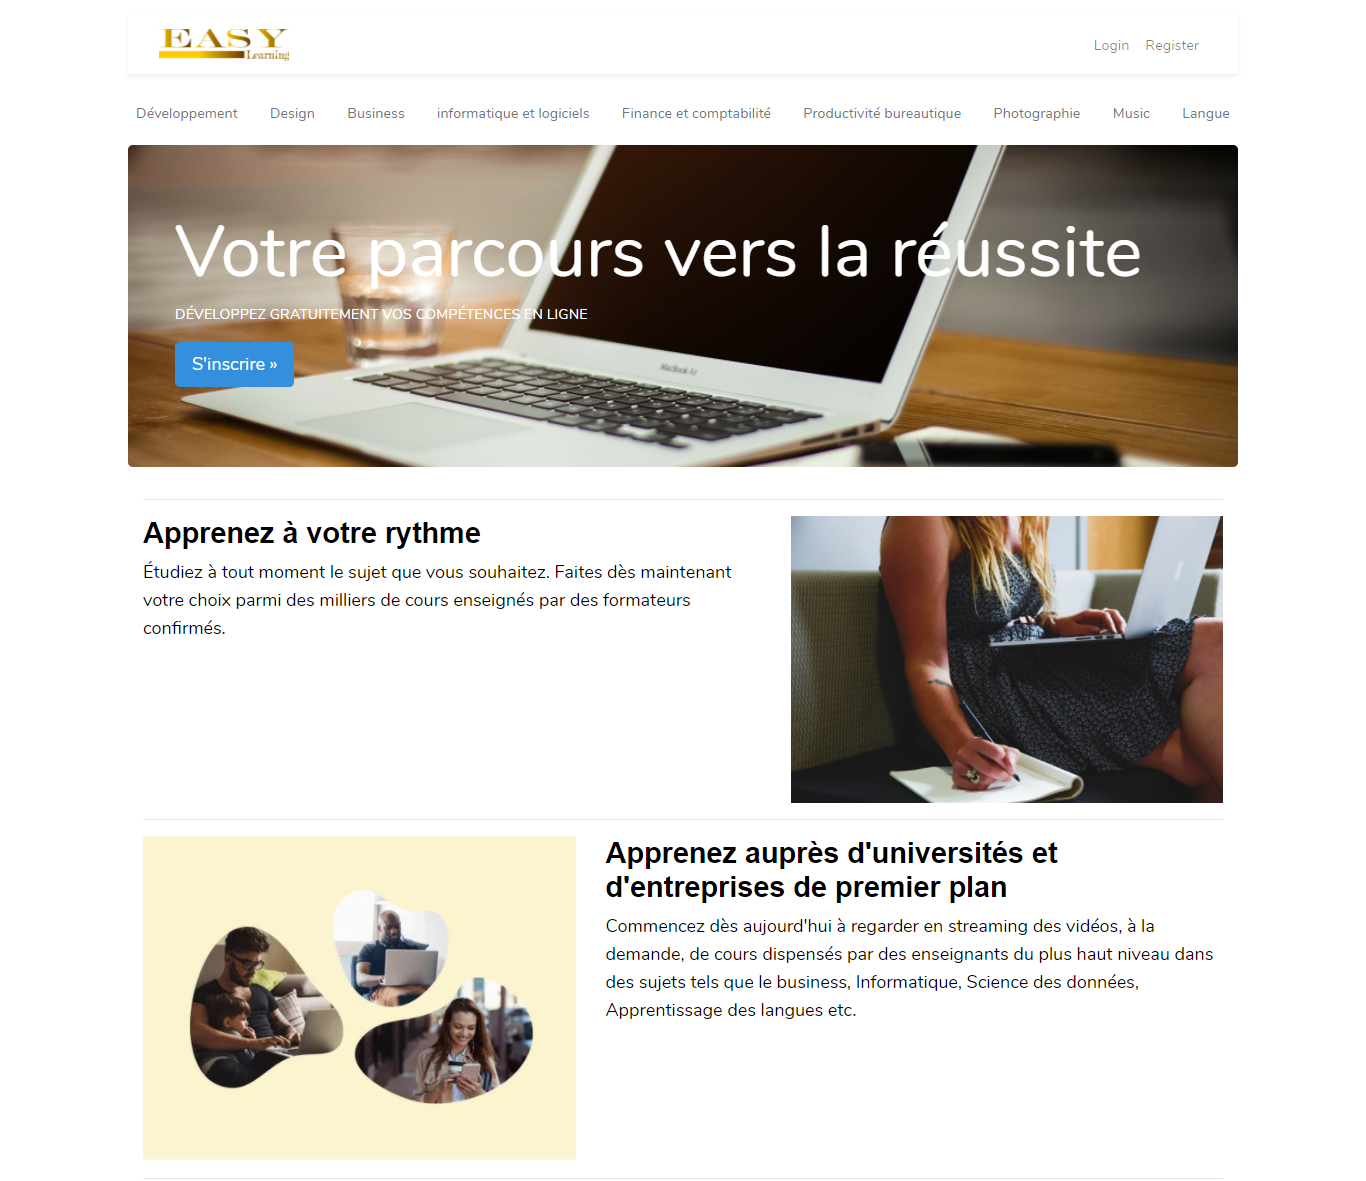 EASY
Learning
Login Register
Développement Design Business informatique et logiciels Finance et comptabilité Productivité bureautique Photographie Music Langue
Votre parcours vers la réussite
DÉVELOPPEZ GRATUITEMENT VOS COMPÉTENCES EN LIGNE
S'inscrire »
MacBook Air
Apprenez à votre rythme
Étudiez à tout moment le sujet que vous souhaitez. Faites dès maintenant
votre choix parmi des milliers de cours enseignés par des formateurs
confirmés.
Apprenez auprès d'universités et
d'entreprises de premier plan
Commencez dès aujourd'hui à regarder en streaming des vidéos, à la
demande, de cours dispensés par des enseignants du plus haut niveau dans
des sujets tels que le business, Informatique, Science des données,
Apprentissage des langues etc.